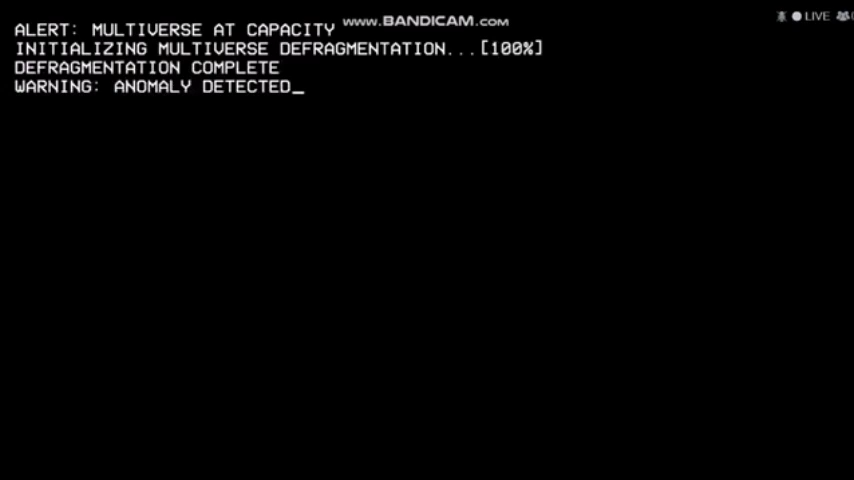 www.BANDICAM.com
LIVE
ALERT: MULTIVERSE AT CAPACITY
INITIALIZING MULTIVERSE DEFRAGMENTATION...[100%]
DEFRAGMENTATION COMPLETE
WARNING: ANOMALY DETECTED_